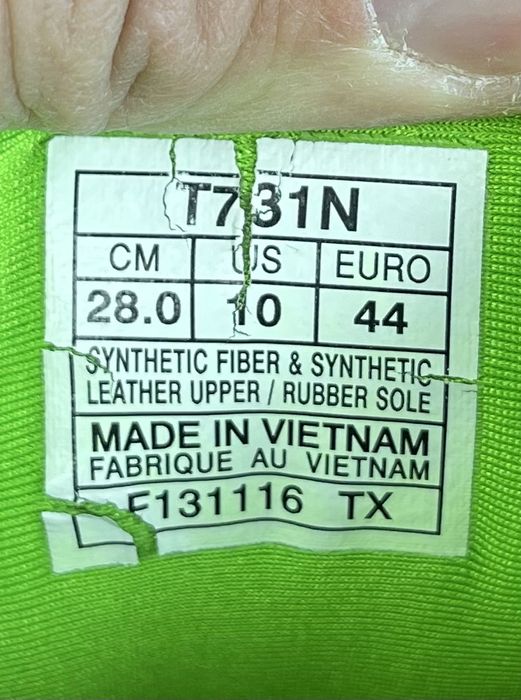 T731N
CM US EURO
28.0 10 44
SYNTHETIC FIBER & SYNTHETIC
LEATHER UPPER / RUBBER SOLE
MADE IN VIETNAM
FABRIQUE AU VIETNAM
F131116 TX